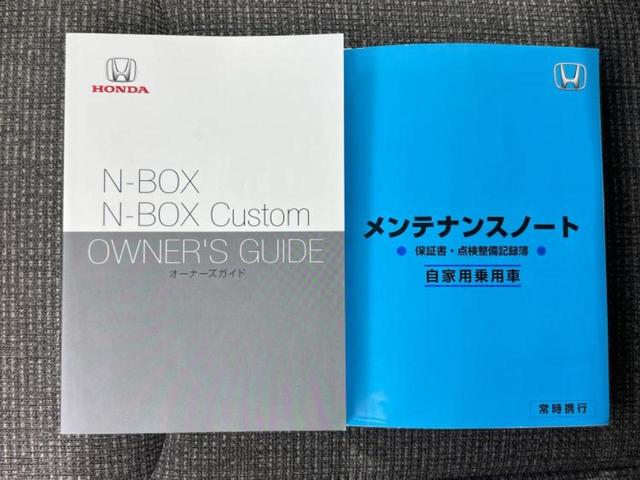 HONDA
N-BOX
N-BOX Custom
OWNER'S GUIDE
オーナーズガイド
メンテナンスノート
● 保証書・点検整備記録簿 ●
自家用乗用車
常時携行